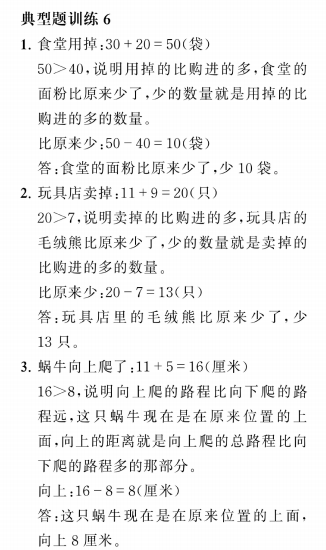 典型题训练 6
1. 食堂用掉:30+20=50(袋)
50>40,说明用掉的比购进的多,食堂的
面粉比原来少了,少的数量就是用掉的比
购进的多的数量。
比原来少:50-40=10(袋)
答:食堂的面粉比原来少了,少 10 袋。
2. 玩具店卖掉:11+9=20(只)
20>7,说明卖掉的比购进的多,玩具店的
毛绒熊比原来少了,少的数量就是卖掉的
比购进的多的数量。
比原来少:20-7=13(只)
答:玩具店里的毛绒熊比原来少了,少
13 只。
3. 蜗牛向上爬了:11+5=16(厘米)
16>8,说明向上爬的路程比向下爬的路
程远,这只蜗牛现在是在原来位置的上
面,向上的距离就是向上爬的总路程比向
下爬的路程多的那部分。
向上:16-8=8(厘米)
答:这只蜗牛现在是在原来位置的上面,
向上 8 厘米。